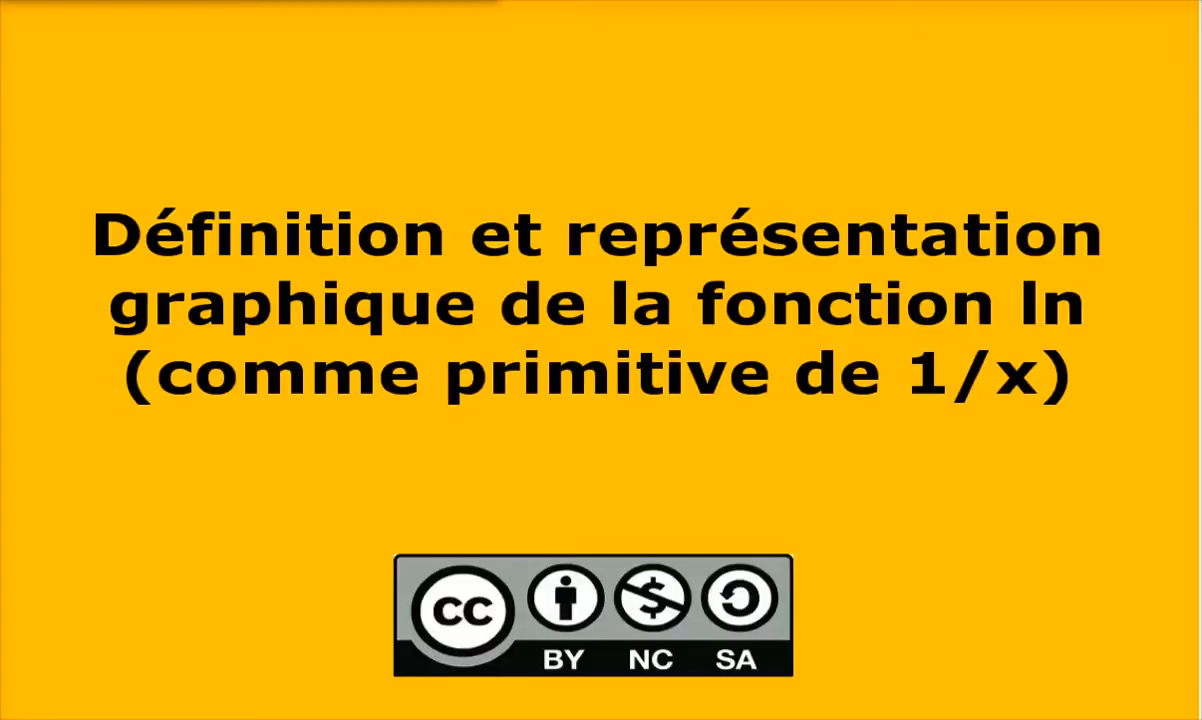 Définition et représentation
graphique de la fonction ln
(comme primitive de 1/x)
cc
BY NC SA